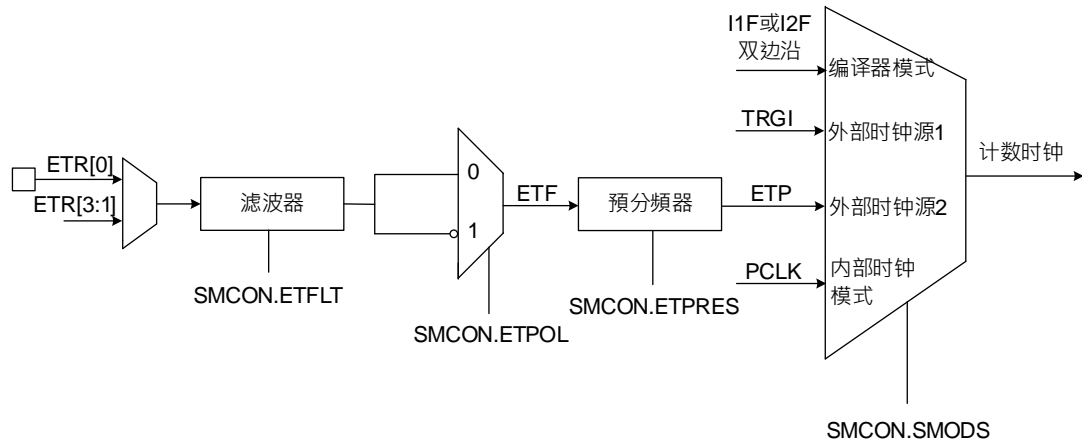 I1F或I2F
双边沿
编译器模式
TRGI
外部时钟源1
计数时钟
ETR[0]
ETR[3:1]
滤波器
0
1
ETF
預分頻器
ETP
外部时钟源2
PCLK
内部时钟
模式
SMCON.ETFLT
SMCON.ETPOL
SMCON.ETPRES
SMCON.SMODS